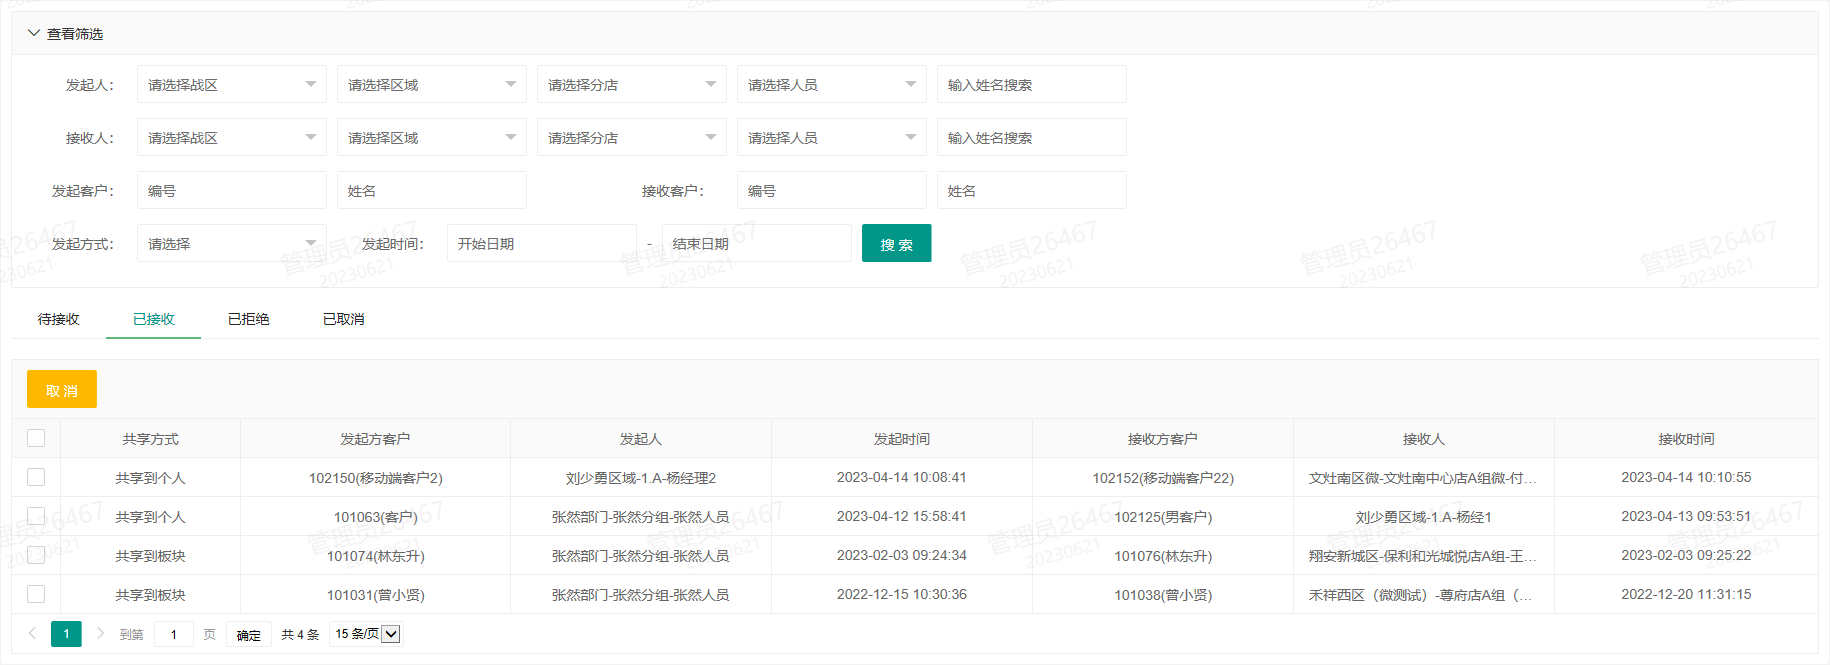 查看筛选
发起人： 请选择战区 请选择区域 请选择分店 请选择人员 输入姓名搜索
接收人： 请选择战区 请选择区域 请选择分店 请选择人员 输入姓名搜索
发起客户： 编号 姓名 接收客户： 编号 姓名
发起方式： 请选择 发起时间： 开始日期 - 结束日期 搜索
待接收 已接收 已拒绝 已取消
取消
共享方式 发起方客户 发起人 发起时间 接收方客户 接收人 接收时间
共享到个人 102150(移动端客户2) 刘少勇区域-1.A-杨经理2 2023-04-14 10:08:41 102152(移动端客户22) 文灶南区微-文灶南中心店A组微-付... 2023-04-14 10:10:55
共享到个人 101063(客户) 张然部门-张然分组-张然人员 2023-04-12 15:58:41 102125(男客户) 刘少勇区域-1.A-杨经1 2023-04-13 09:53:51
共享到板块 101074(林东升) 张然部门-张然分组-张然人员 2023-02-03 09:24:34 101076(林东升) 翔安新城区-保利和光城悦店A组-王... 2023-02-03 09:25:22
共享到板块 101031(曾小贤) 张然部门-张然分组-张然人员 2022-12-15 10:30:36 101038(曾小贤) 禾祥西区（微测试）-尊府店A组（... 2022-12-20 11:31:15
1 到第 1 页 确定 共 4 条 15 条/页
管理员26467
20230621